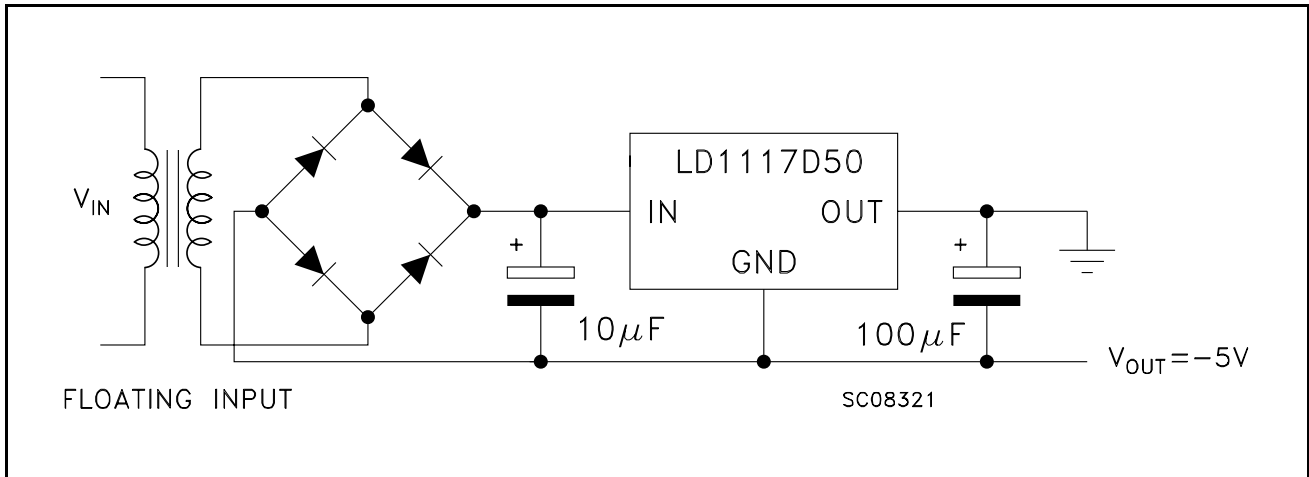 LD1117D50
V_IN
IN
OUT
+
+
GND
10μF
100μF
V_OUT=-5V
FLOATING INPUT
SC08321